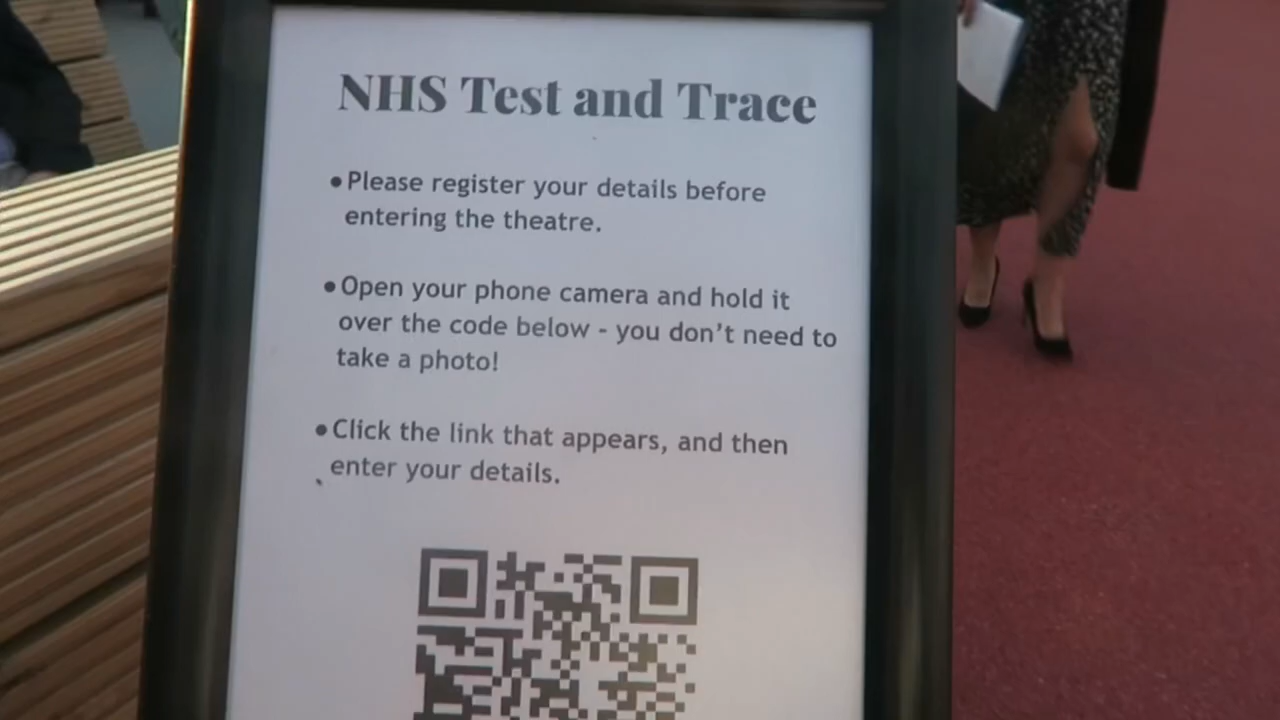 NHS Test and Trace
•Please register your details before
entering the theatre.
•Open your phone camera and hold it
over the code below - you don't need to
take a photo!
•Click the link that appears, and then
enter your details.